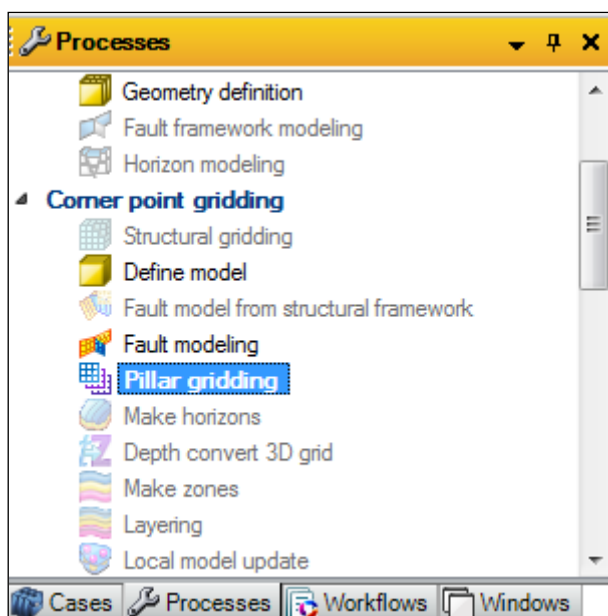 Processes
Geometry definition
Fault framework modeling
Horizon modeling
Corner point gridding
Structural gridding
Define model
Fault model from structural framework
Fault modeling
Pillar gridding
Make horizons
Depth convert 3D grid
Make zones
Layering
Local model update
Cases Processes Workflows Windows